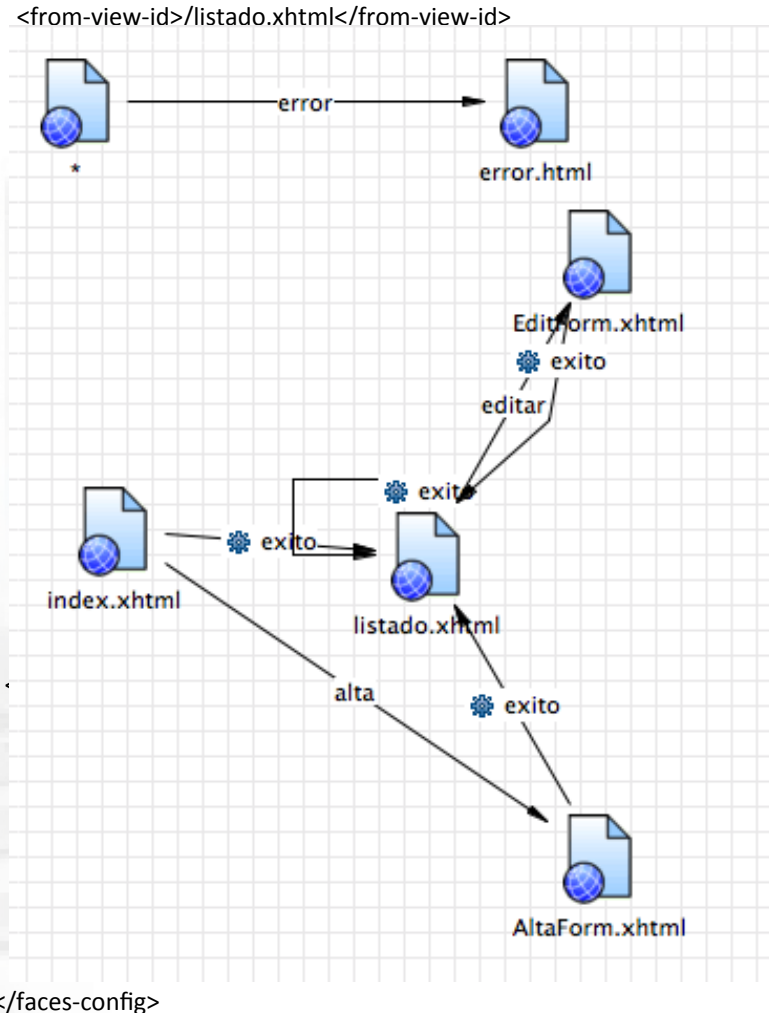 <from-view-id>/listado.xhtml</from-view-id>
error
*
error.html
EditForm.xhtml
exito
editar
exito
exito
index.xhtml
listado.xhtml
alta
exito
AltaForm.xhtml
</faces-config>